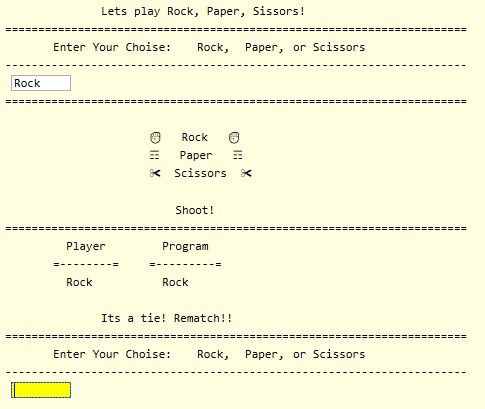 Lets play Rock, Paper, Sissors!
=====================================================================
Enter Your Choise: Rock, Paper, or Scissors
---------------------------------------------------------------------
Rock
=====================================================================
✊ Rock ✊
☶ Paper ☶
✂ Scissors ✂
Shoot!
=====================================================================
Player Program
=--------= =---------=
Rock Rock
Its a tie! Rematch!!
=====================================================================
Enter Your Choise: Rock, Paper, or Scissors
---------------------------------------------------------------------